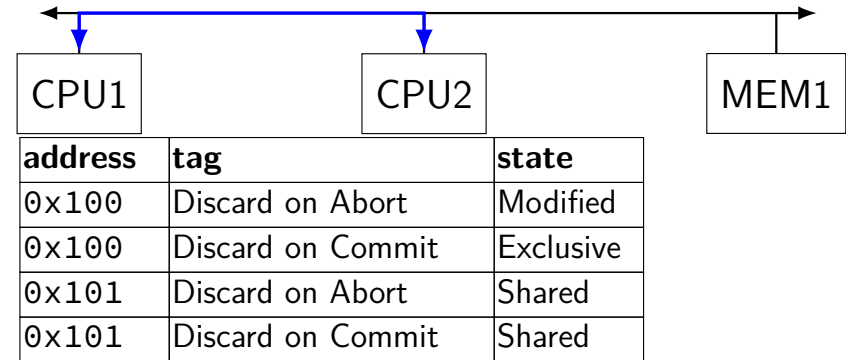 CPU1 CPU2 MEM1
address tag state
0x100 Discard on Abort Modified
0x100 Discard on Commit Exclusive
0x101 Discard on Abort Shared
0x101 Discard on Commit Shared